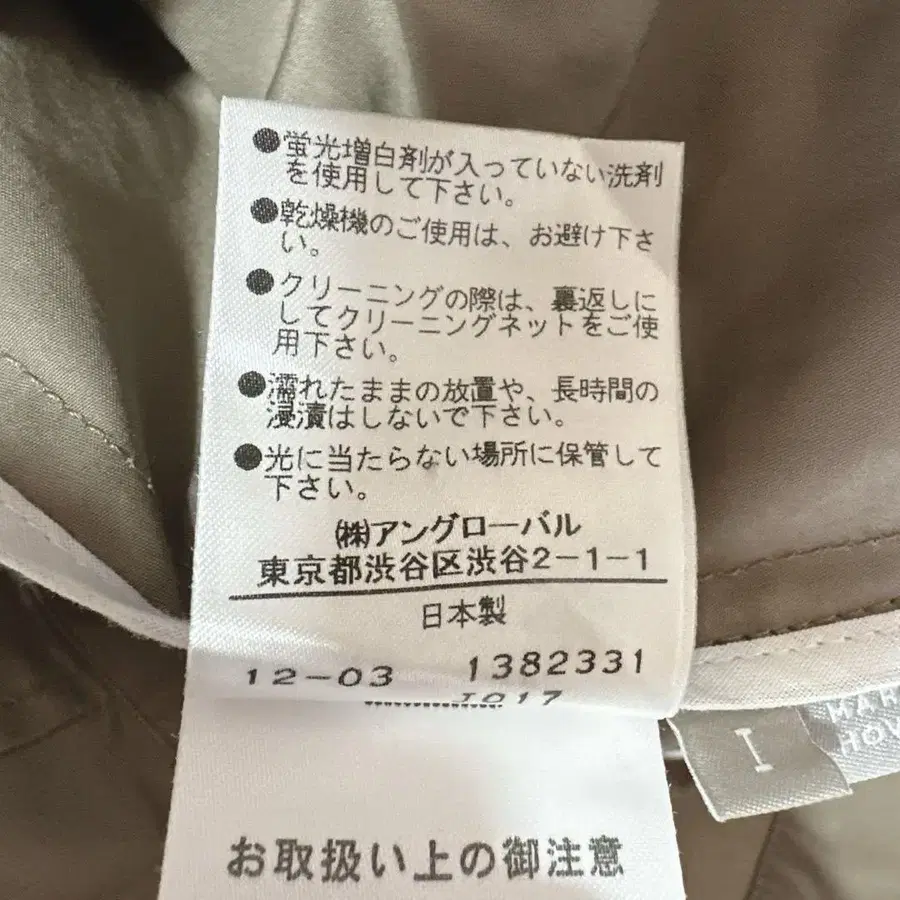 ●蛍光増白剤が入っていない洗剤
を使用して下さい。
●乾燥機のご使用は、お避け下さ
い。
●クリーニングの際は、裏返しに
してクリーニングネットをご使
用下さい。
●濡れたままの放置や、長時間の
浸漬はしないで下さい。
●光に当たらない場所に保管して
下さい。
㈱アングローバル
東京都渋谷区渋谷2-1-1
日本製
12-03 1382331
I017
お取扱い上の御注意
I